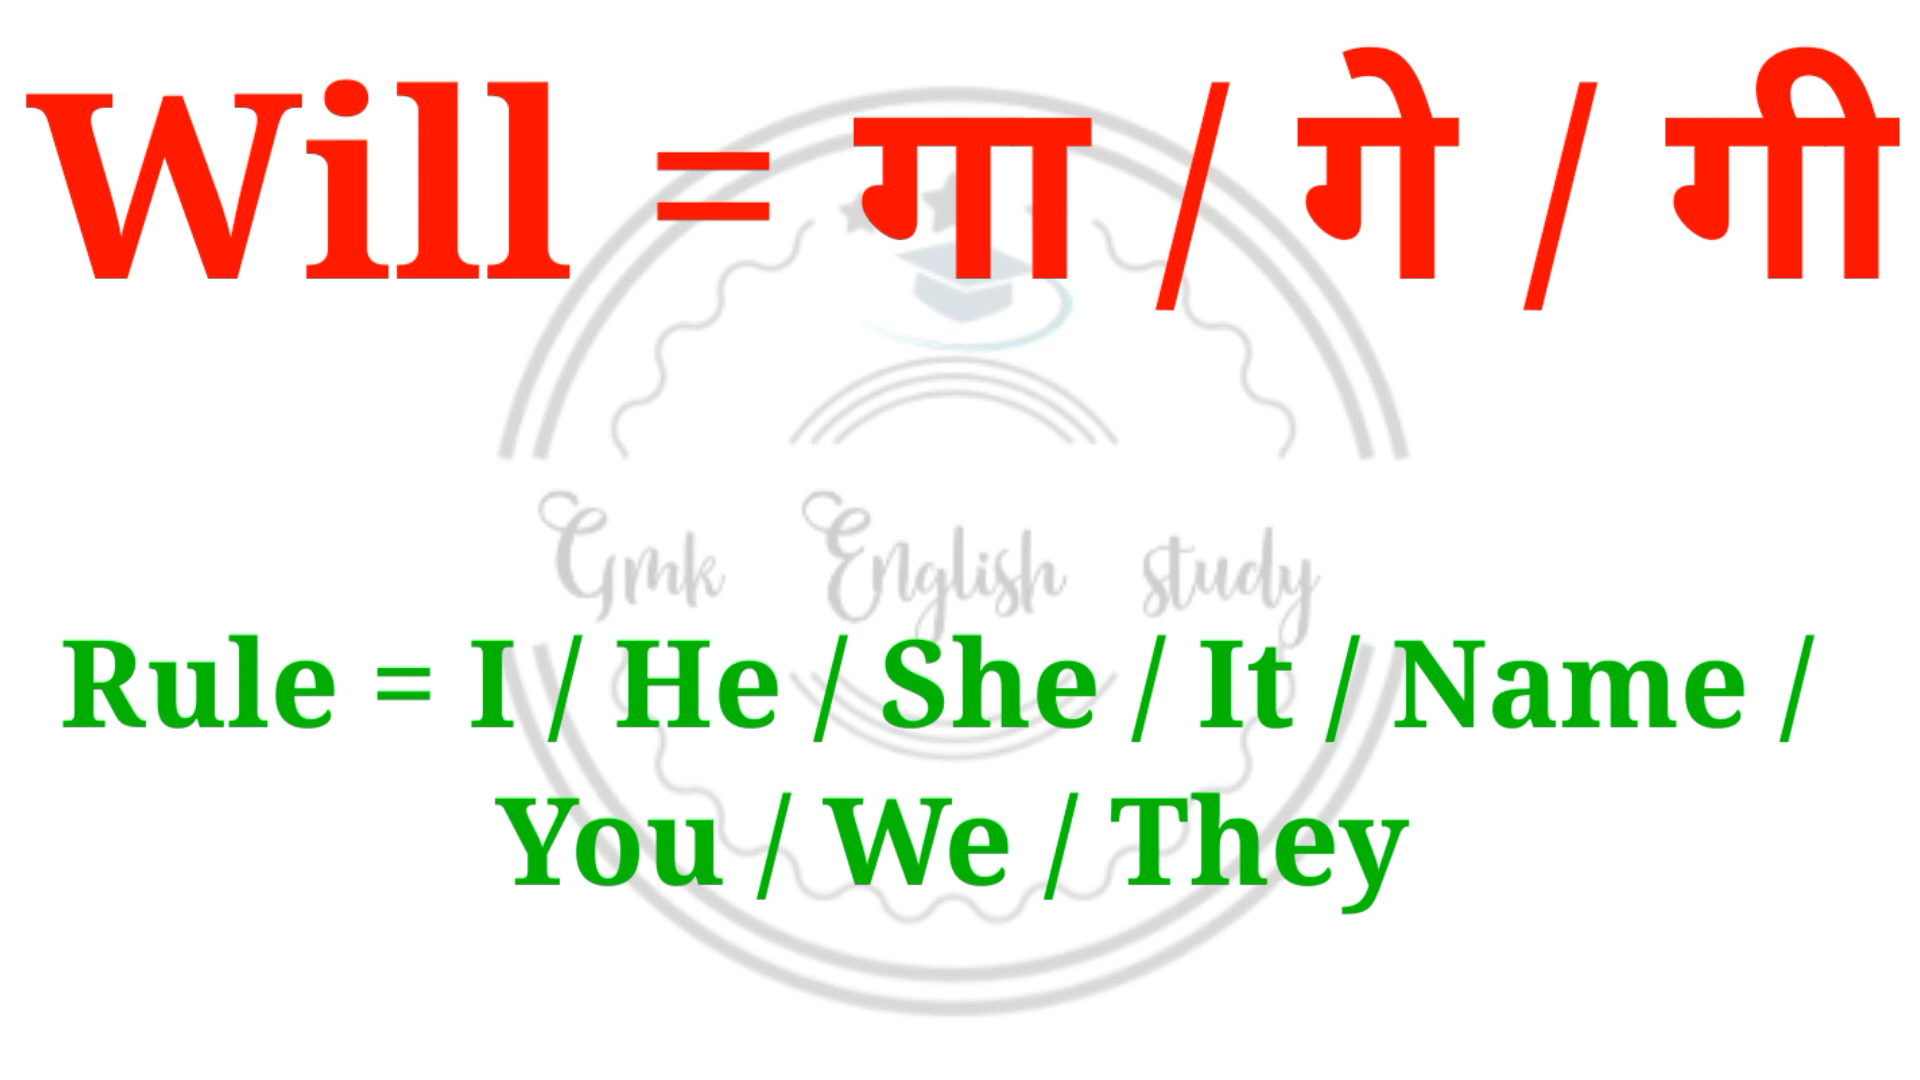 Will = गा / गे / गी
Gmk English study
Rule = I / He / She / It / Name /
You / We / They